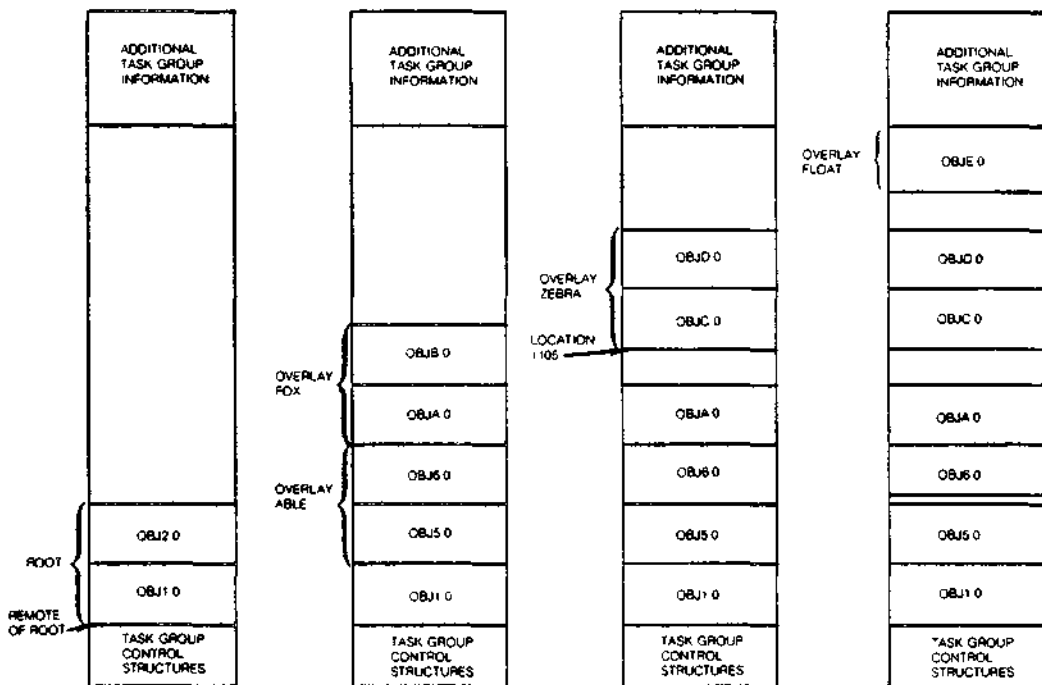 ADDITIONAL
TASK GROUP
INFORMATION
OBJ2.0
OBJ1.0
ROOT
REMOTE
OF ROOT
TASK GROUP
CONTROL
STRUCTURES
ADDITIONAL
TASK GROUP
INFORMATION
OVERLAY
FOX
OBJB.0
OBJA.0
OVERLAY
ABLE
OBJ6.0
OBJ5.0
OBJ1.0
TASK GROUP
CONTROL
STRUCTURES
ADDITIONAL
TASK GROUP
INFORMATION
OVERLAY
ZEBRA
OBJD.0
OBJC.0
LOCATION
1105
OBJA.0
OBJ6.0
OBJ5.0
OBJ1.0
TASK GROUP
CONTROL
STRUCTURES
ADDITIONAL
TASK GROUP
INFORMATION
OVERLAY
FLOAT
OBJE.0
OBJD.0
OBJC.0
OBJA.0
OBJ6.0
OBJ5.0
OBJ1.0
TASK GROUP
CONTROL
STRUCTURES